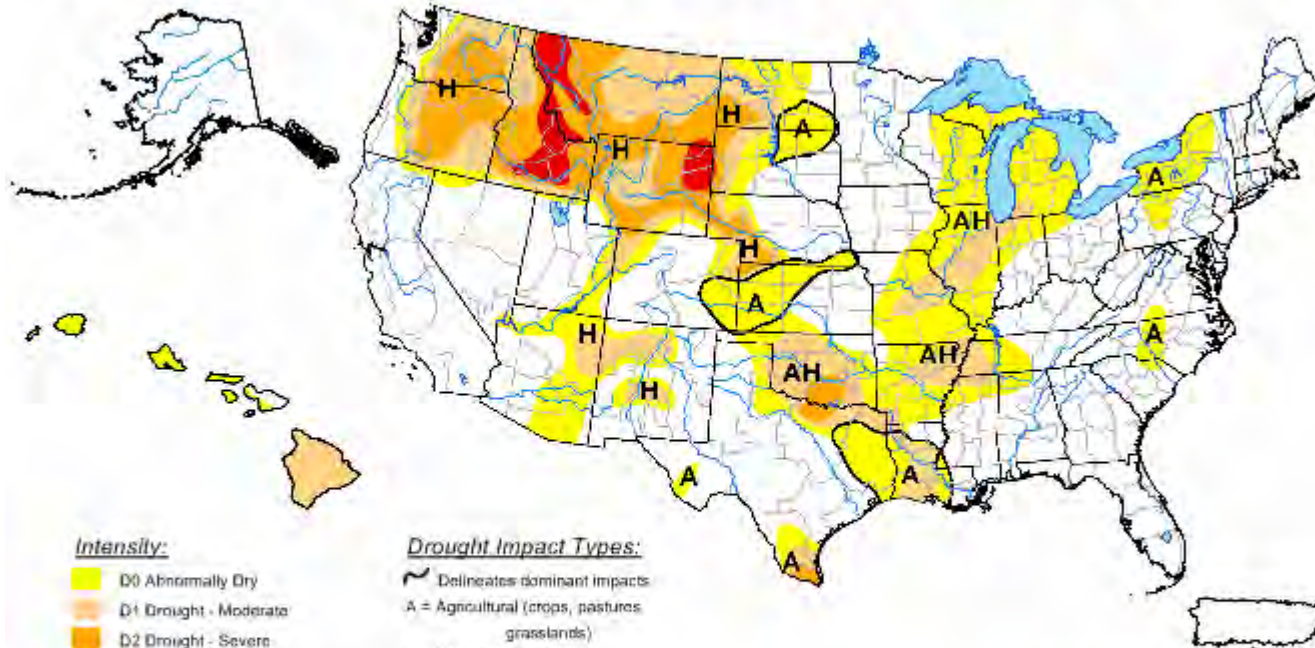 H
H
A
H
A
AH
H
A
A
H
AH
AH
H
A
A
A
Intensity:
D0 Abnormally Dry
D1 Drought - Moderate
D2 Drought - Severe
Drought Impact Types:
Delineates dominant impacts
A = Agricultural (crops, pastures
grasslands)